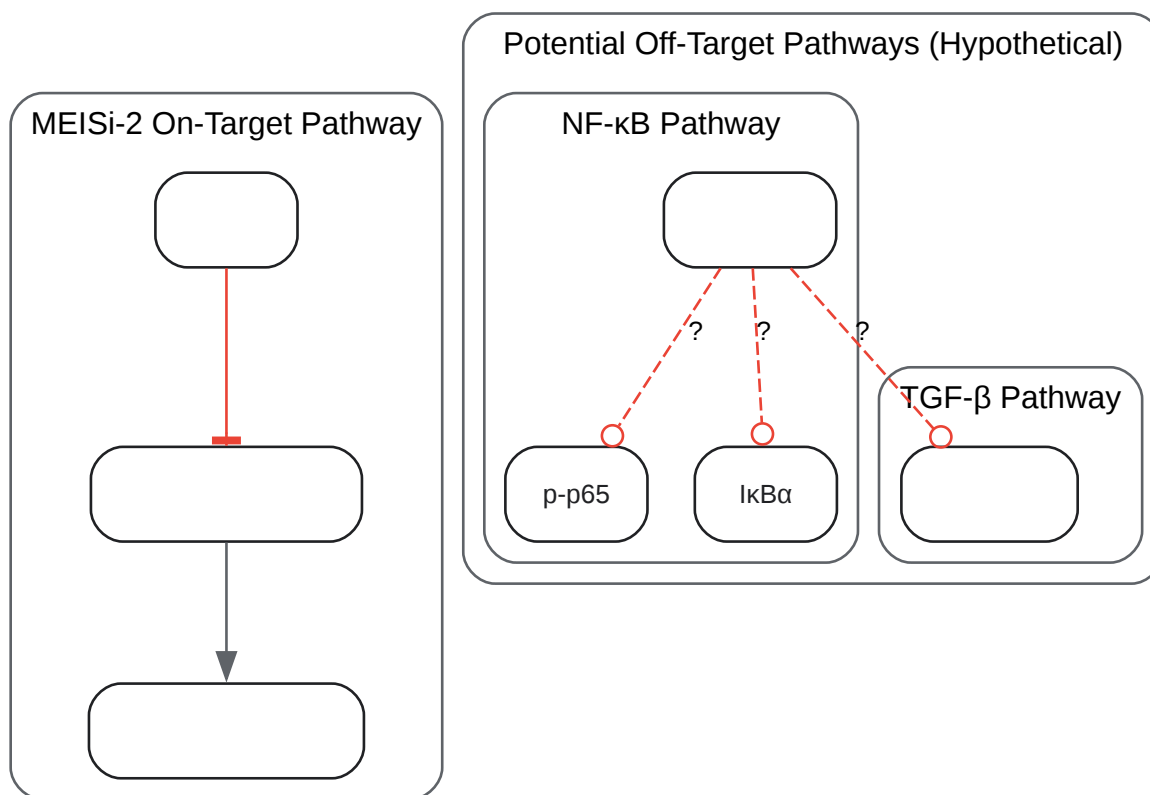 Potential Off-Target Pathways (Hypothetical)
MEISi-2 On-Target Pathway
NF-κB Pathway
?
?
?
TGF-β Pathway
p-p65
IκBα